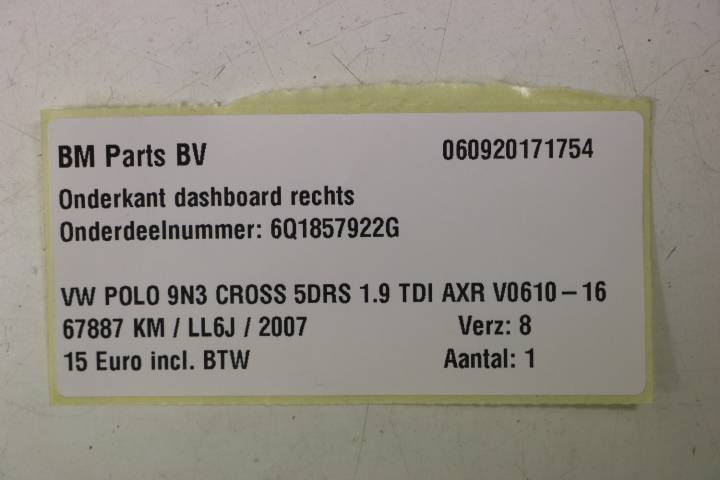 BM Parts BV 060920171754
Onderkant dashboard rechts
Onderdeelnummer: 6Q1857922G
VW POLO 9N3 CROSS 5DRS 1.9 TDI AXR V0610-16
67887 KM / LL6J / 2007 Verz: 8
15 Euro incl. BTW Aantal: 1